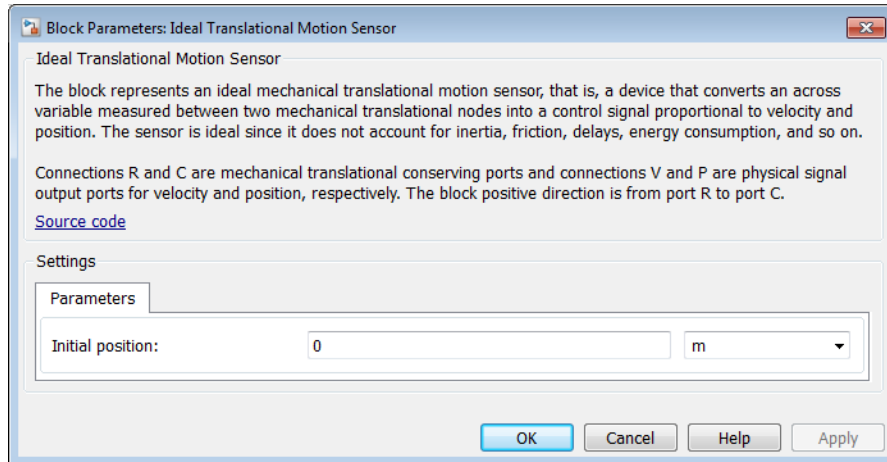 Block Parameters: Ideal Translational Motion Sensor
Ideal Translational Motion Sensor
The block represents an ideal mechanical translational motion sensor, that is, a device that converts an across
variable measured between two mechanical translational nodes into a control signal proportional to velocity and
position. The sensor is ideal since it does not account for inertia, friction, delays, energy consumption, and so on.
Connections R and C are mechanical translational conserving ports and connections V and P are physical signal
output ports for velocity and position, respectively. The block positive direction is from port R to port C.
Source code
Settings
Parameters
Initial position: 0 m
OK Cancel Help Apply